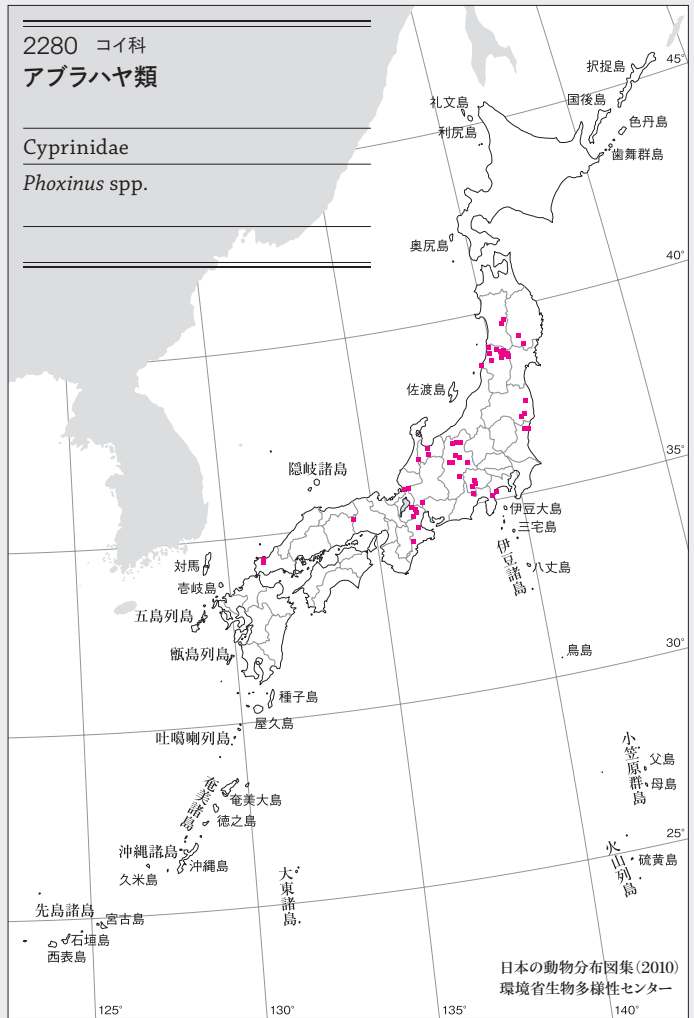 2280 コイ科
アブラハヤ類
Cyprinidae
Phoxinus spp.
択捉島
45°
国後島
礼文島
色丹島
利尻島
歯舞群島
奥尻島
40°
佐渡島
35°
隠岐諸島
伊豆大島
三宅島
伊豆諸島
八丈島
対馬
壱岐島
五島列島
甑島列島
鳥島
30°
種子島
屋久島
吐噶喇列島
小笠原群島
父島
母島
奄美諸島
奄美大島
徳之島
25°
沖縄諸島
沖縄島
久米島
火山列島
硫黄島
大東諸島
先島諸島
宮古島
石垣島
西表島
日本の動物分布図集(2010)
環境省生物多様性センター
125°
130°
135°
140°